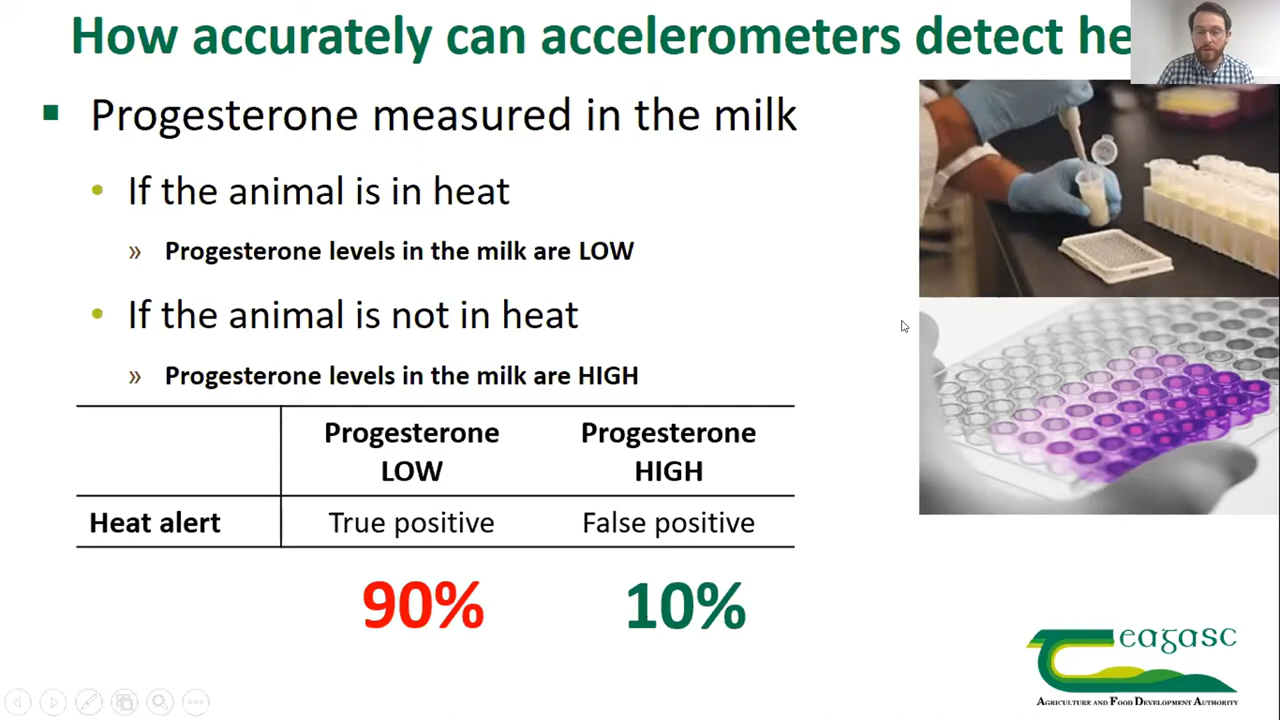 How accurately can accelerometers detect he
▪ Progesterone measured in the milk
• If the animal is in heat
» Progesterone levels in the milk are LOW
• If the animal is not in heat
» Progesterone levels in the milk are HIGH
Progesterone LOW Progesterone HIGH
Heat alert True positive False positive
90% 10%
eagasc
AGRICULTURE AND FOOD DEVELOPMENT AUTHORITY